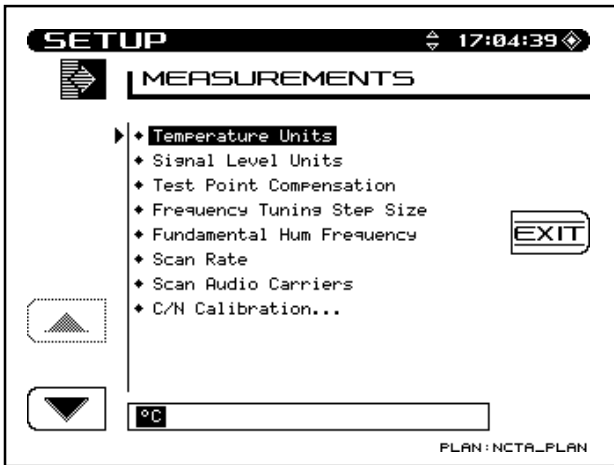 SETUP 17:04:39
MEASUREMENTS
Temperature Units
Signal Level Units
Test Point Compensation
Frequency Tuning Step Size
Fundamental Hum Frequency
EXIT
Scan Rate
Scan Audio Carriers
C/N Calibration...
°C
PLAN:NCTA_PLAN